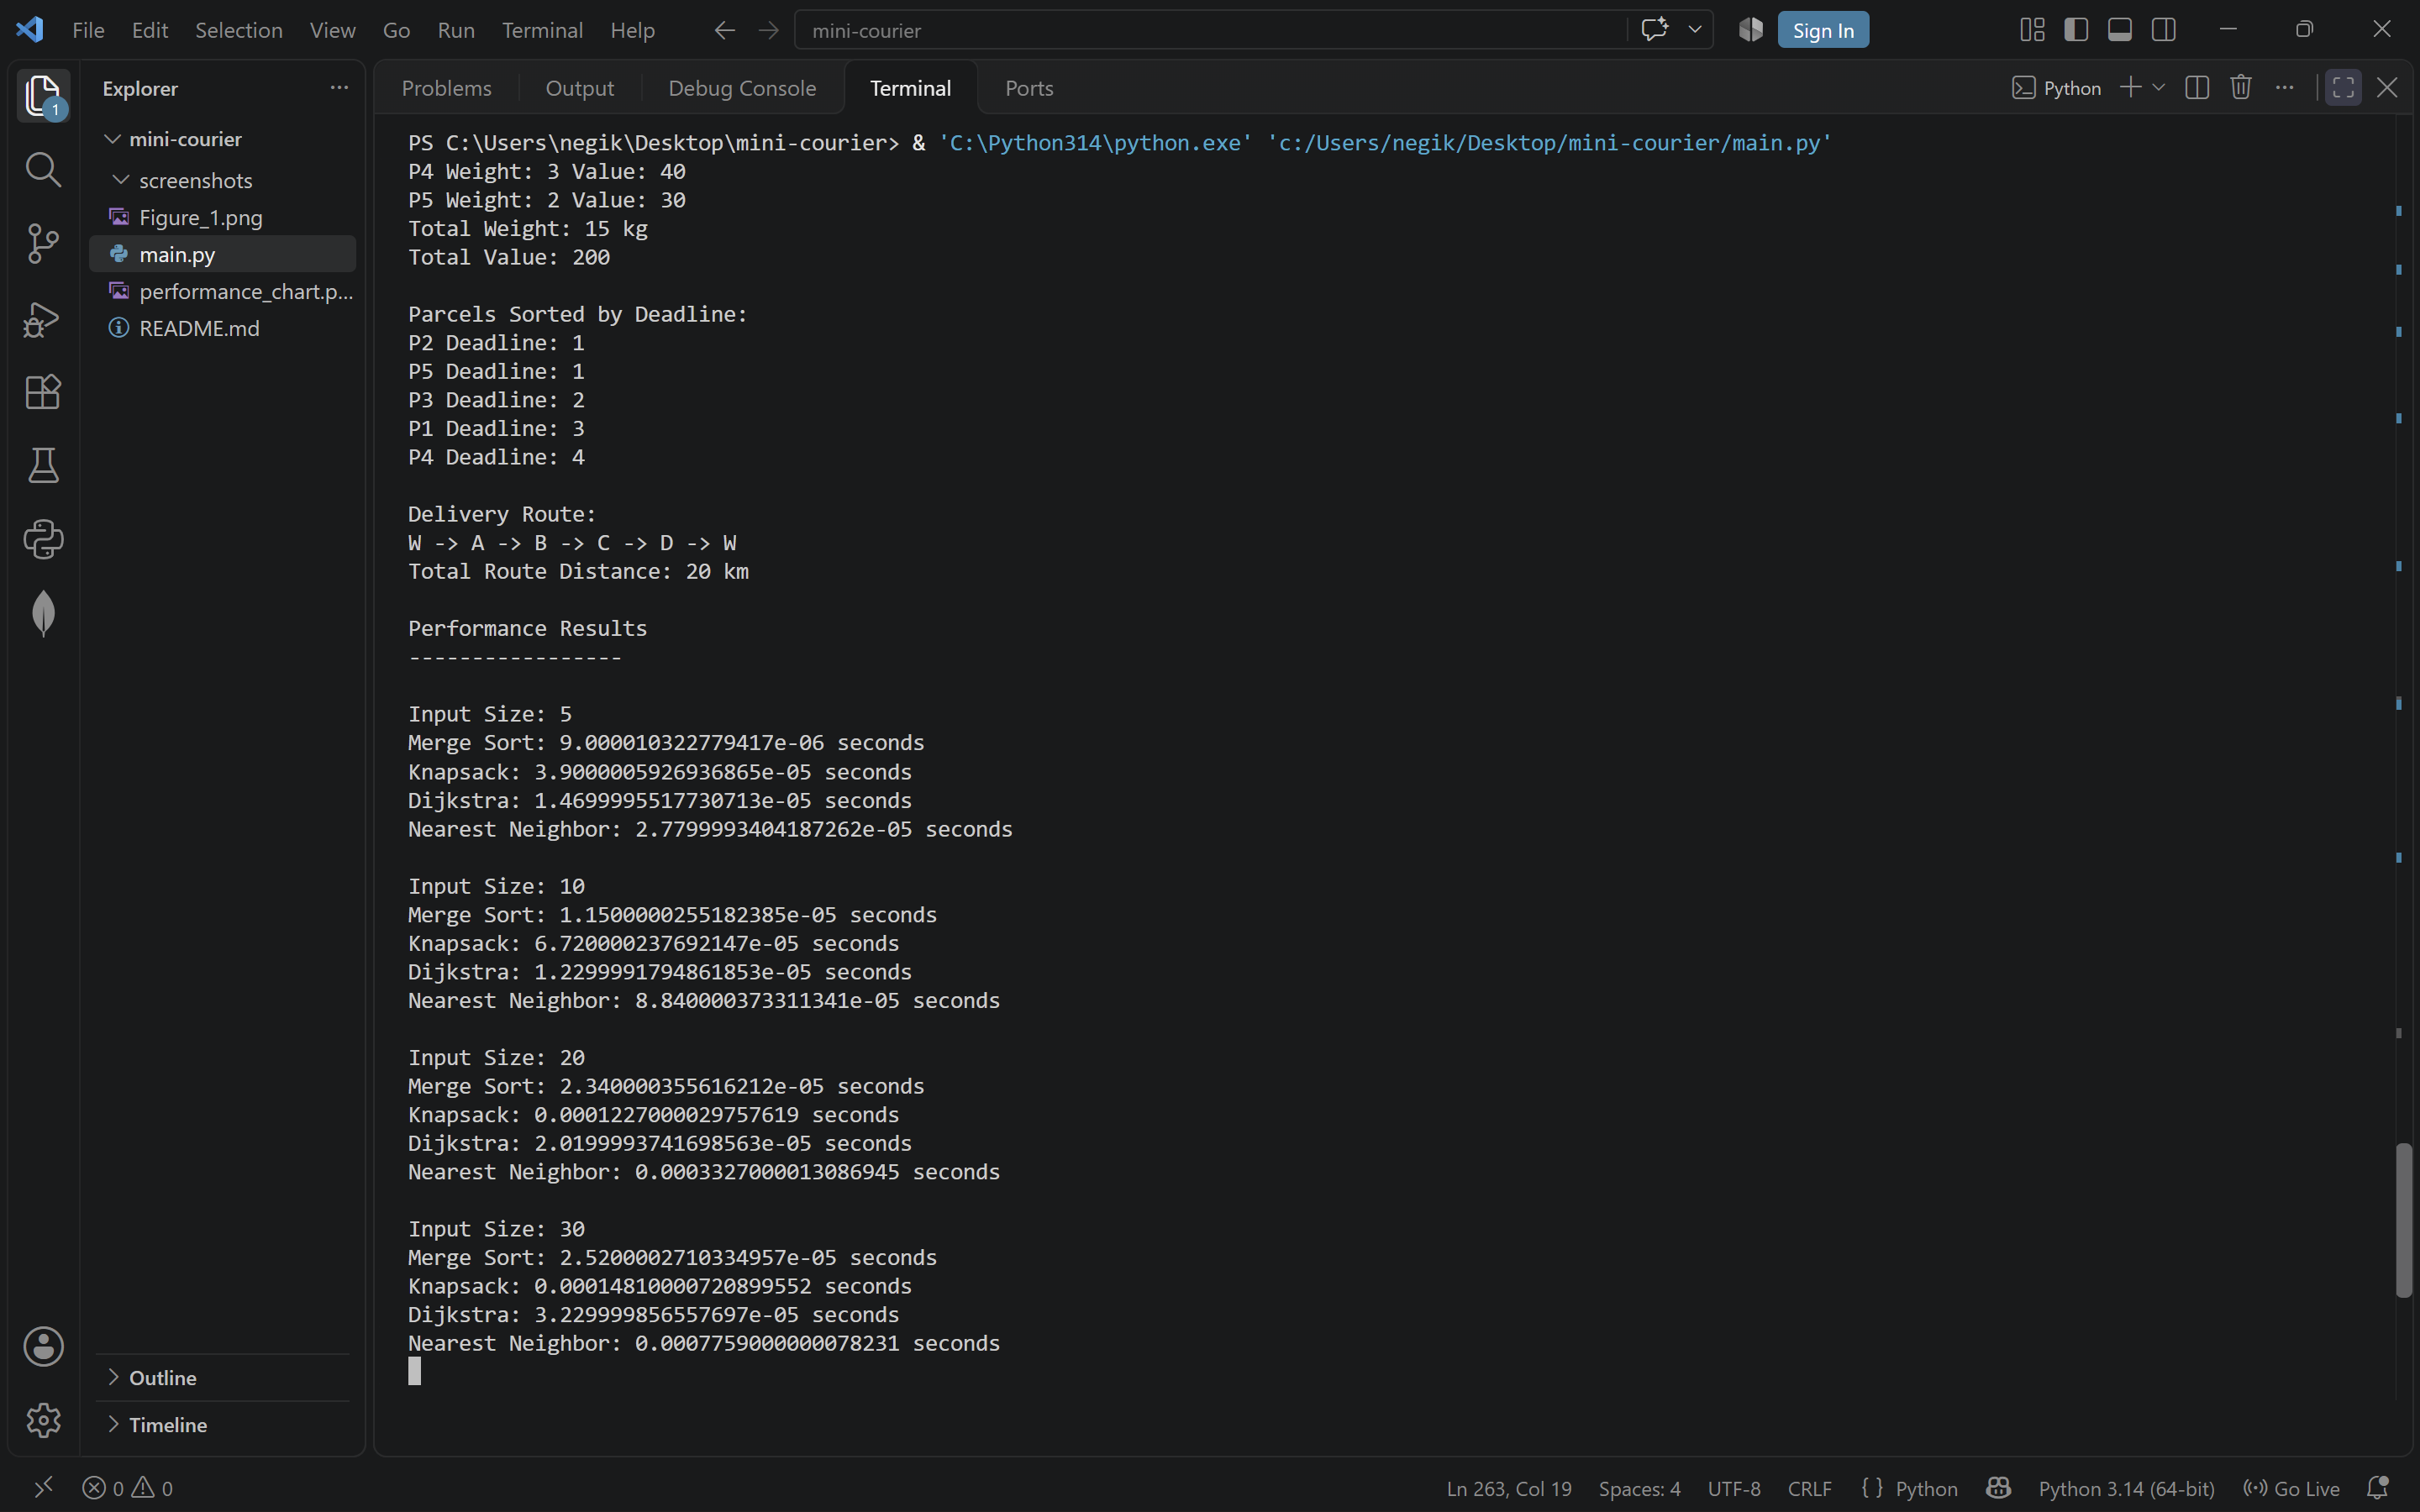 File Edit Selection View Go Run Terminal Help mini-courier Sign In
Explorer
1
mini-courier
screenshots
Figure_1.png
main.py
performance_chart.p...
README.md
Outline
Timeline
Problems Output Debug Console Terminal Ports Python
PS C:\Users\negik\Desktop\mini-courier> & 'C:\Python314\python.exe' 'c:/Users/negik/Desktop/mini-courier/main.py'
P4 Weight: 3 Value: 40
P5 Weight: 2 Value: 30
Total Weight: 15 kg
Total Value: 200
Parcels Sorted by Deadline:
P2 Deadline: 1
P5 Deadline: 1
P3 Deadline: 2
P1 Deadline: 3
P4 Deadline: 4
Delivery Route:
W -> A -> B -> C -> D -> W
Total Route Distance: 20 km
Performance Results
-----------------
Input Size: 5
Merge Sort: 9.000010322779417e-06 seconds
Knapsack: 3.9000005926936865e-05 seconds
Dijkstra: 1.4699995517730713e-05 seconds
Nearest Neighbor: 2.7799993404187262e-05 seconds
Input Size: 10
Merge Sort: 1.1500000255182385e-05 seconds
Knapsack: 6.720000237692147e-05 seconds
Dijkstra: 1.2299991794861853e-05 seconds
Nearest Neighbor: 8.840000373311341e-05 seconds
Input Size: 20
Merge Sort: 2.340000355616212e-05 seconds
Knapsack: 0.0001227000029757619 seconds
Dijkstra: 2.0199993741698563e-05 seconds
Nearest Neighbor: 0.0003327000013086945 seconds
Input Size: 30
Merge Sort: 2.5200002710334957e-05 seconds
Knapsack: 0.00014810000720899552 seconds
Dijkstra: 3.229999856557697e-05 seconds
Nearest Neighbor: 0.0007759000000078231 seconds
0 0 Ln 263, Col 19 Spaces: 4 UTF-8 CRLF {} Python Python 3.14 (64-bit) Go Live